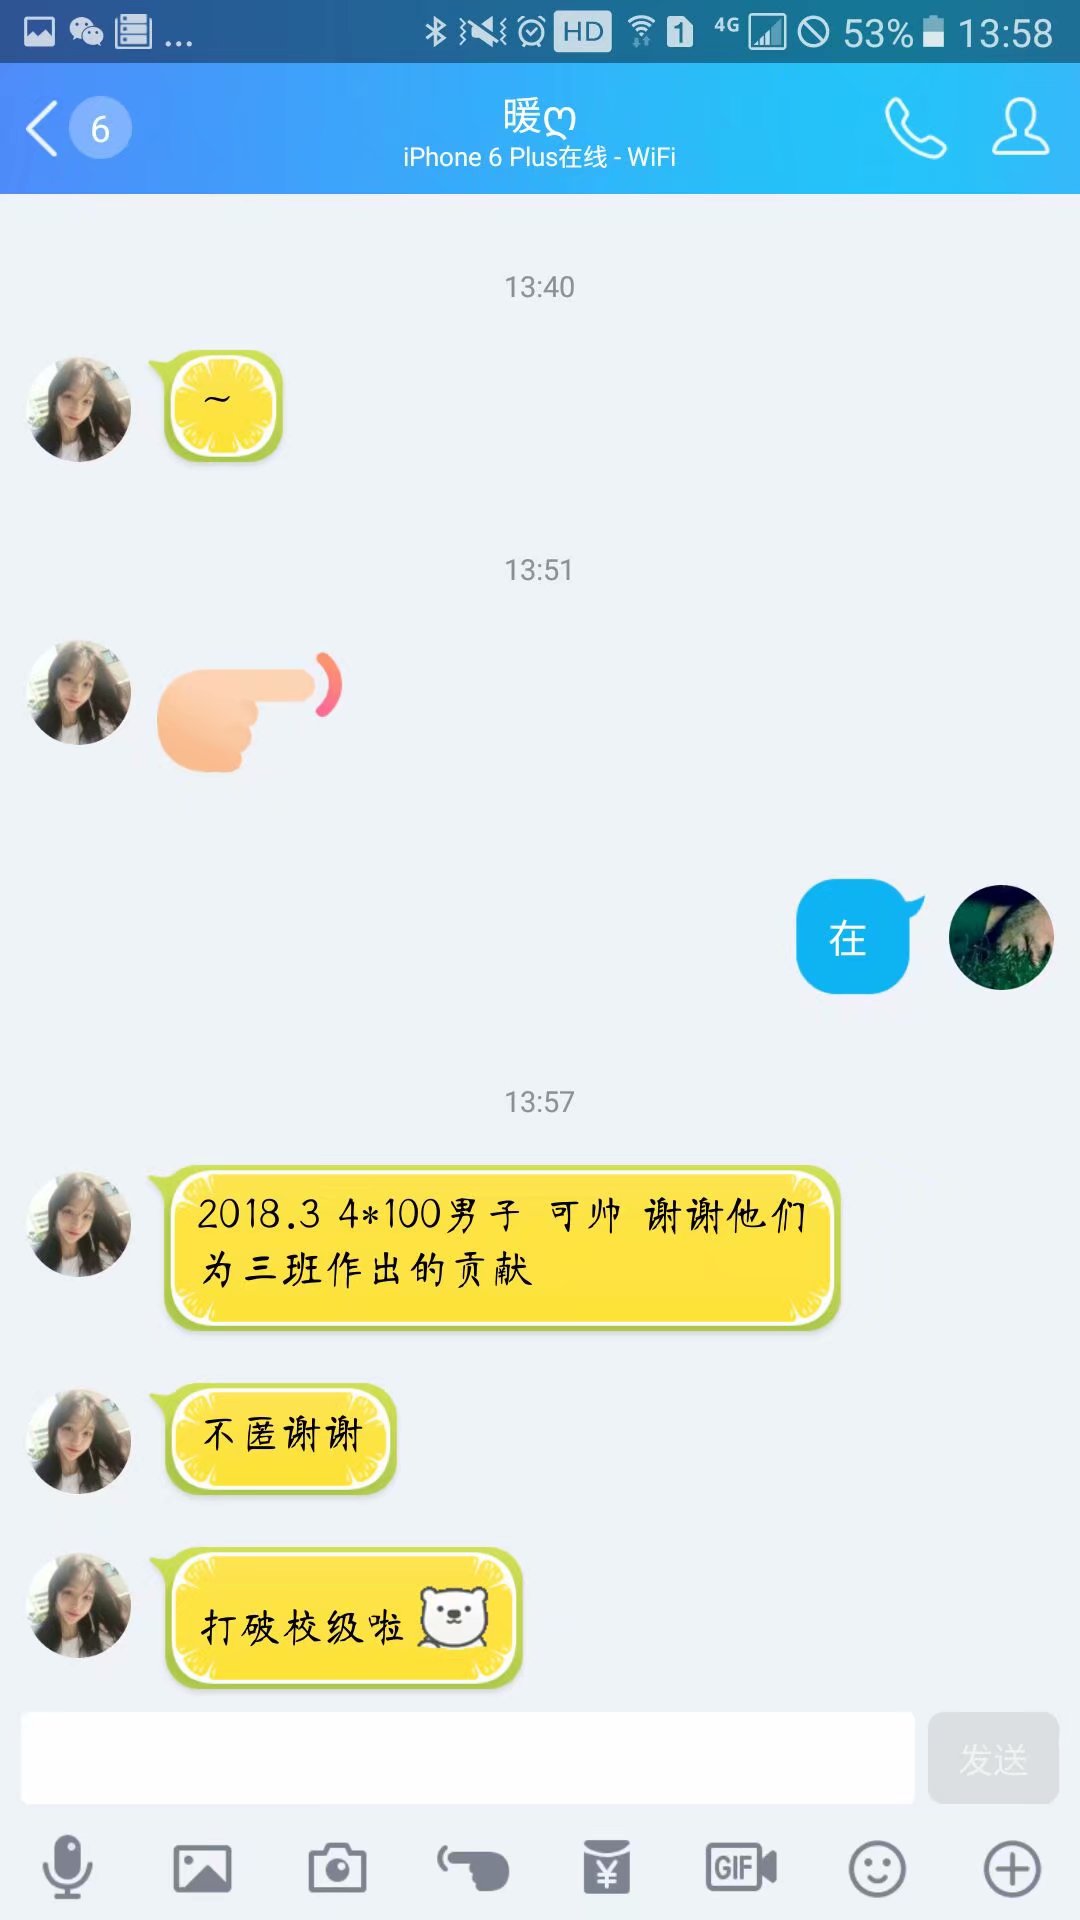 ... HD 1 4G 53% 13:58
6
暖ღ
iPhone 6 Plus在线 - WiFi
13:40
~
13:51
在
13:57
2018.3 4*100男子 可帅 谢谢他们
为三班作出的贡献
不匿谢谢
打破校级啦
发送
¥
GIF